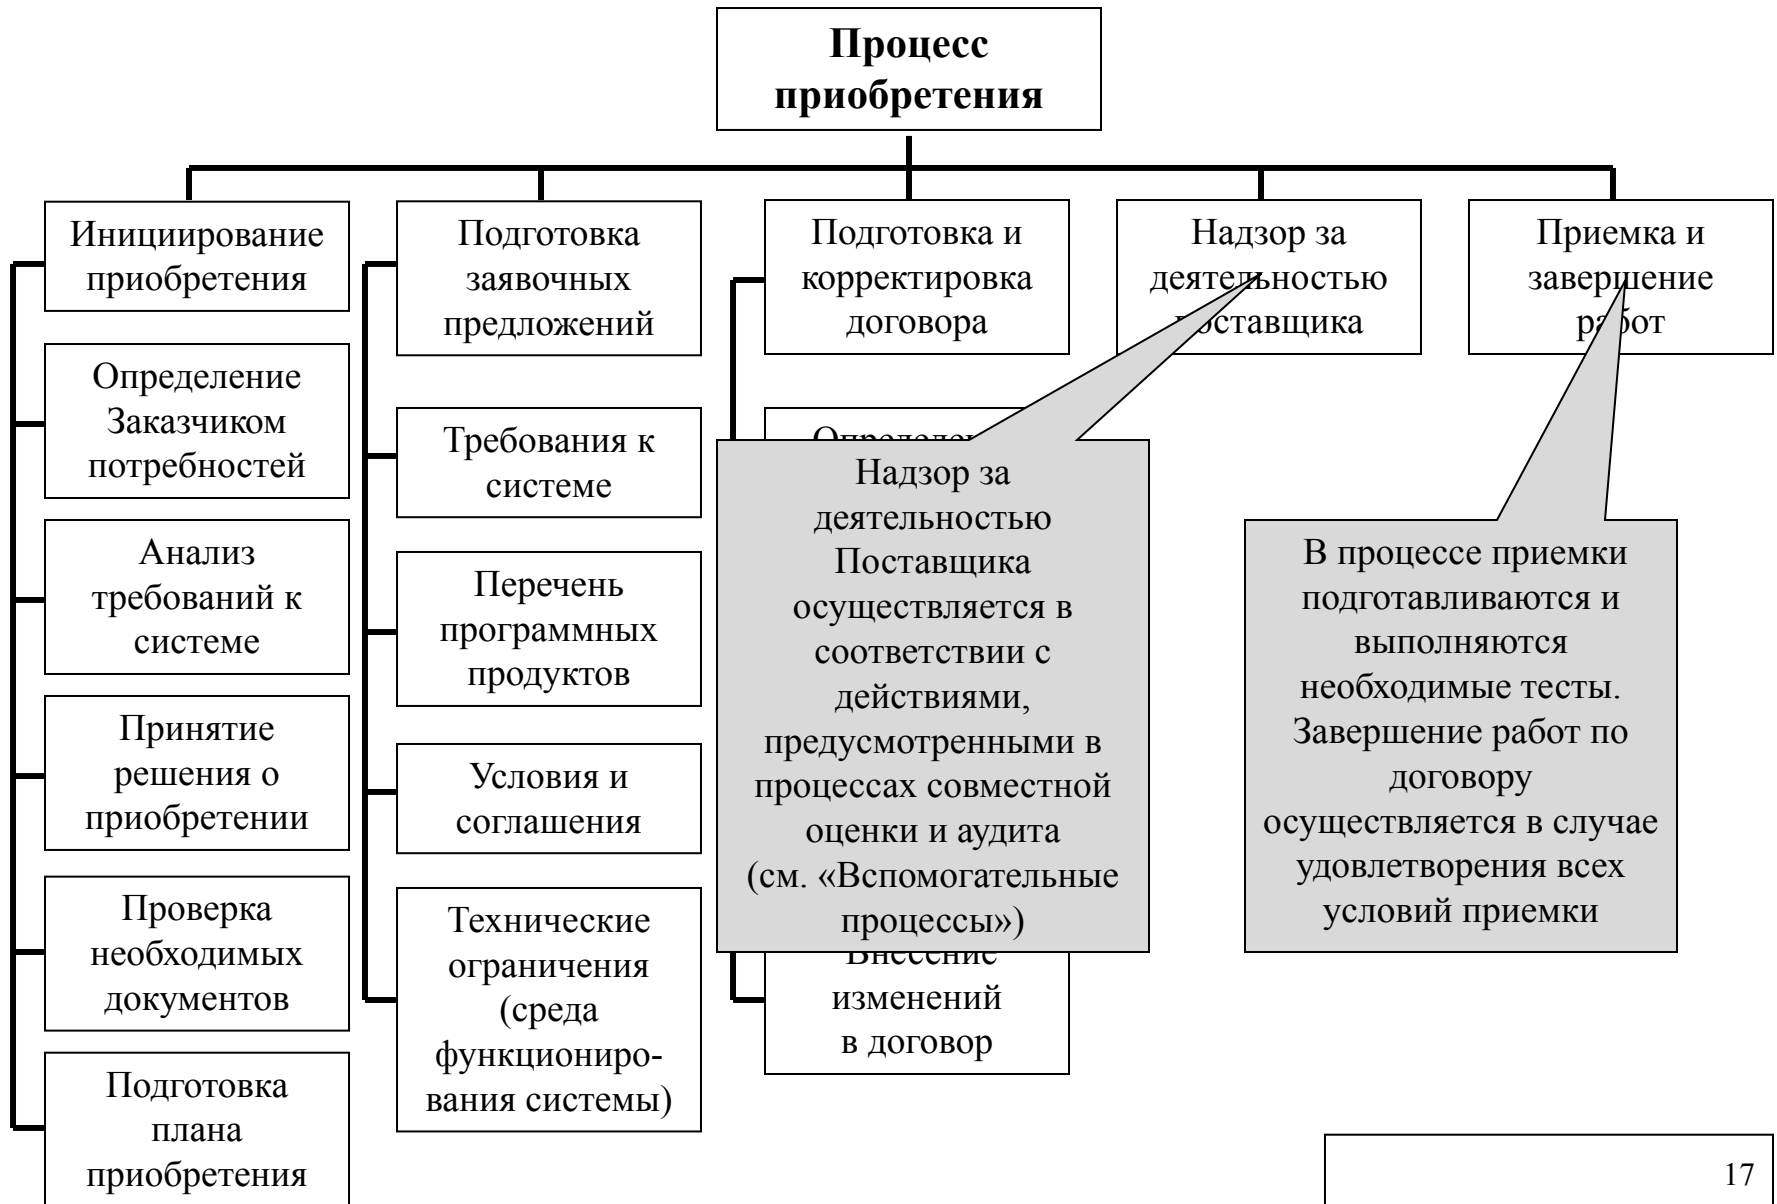 Процесс
приобретения
Инициирование
приобретения
Определение
Заказчиком
потребностей
Анализ
требований к
системе
Принятие
решения о
приобретении
Проверка
необходимых
документов
Подготовка
плана
приобретения
Подготовка
заявочных
предложений
Требования к
системе
Перечень
программных
продуктов
Условия и
соглашения
Технические
ограничения
(среда
функциониро-
вания системы)
Подготовка и
корректировка
договора
Внесение
изменений
в договор
Надзор за
деятельностью
поставщика
Надзор за
деятельностью
Поставщика
осуществляется в
соответствии с
действиями,
предусмотренными в
процессах совместной
оценки и аудита
(см. «Вспомогательные
процессы»)
Приемка и
завершение
работ
В процессе приемки
подготавливаются и
выполняются
необходимые тесты.
Завершение работ по
договору
осуществляется в случае
удовлетворения всех
условий приемки
17